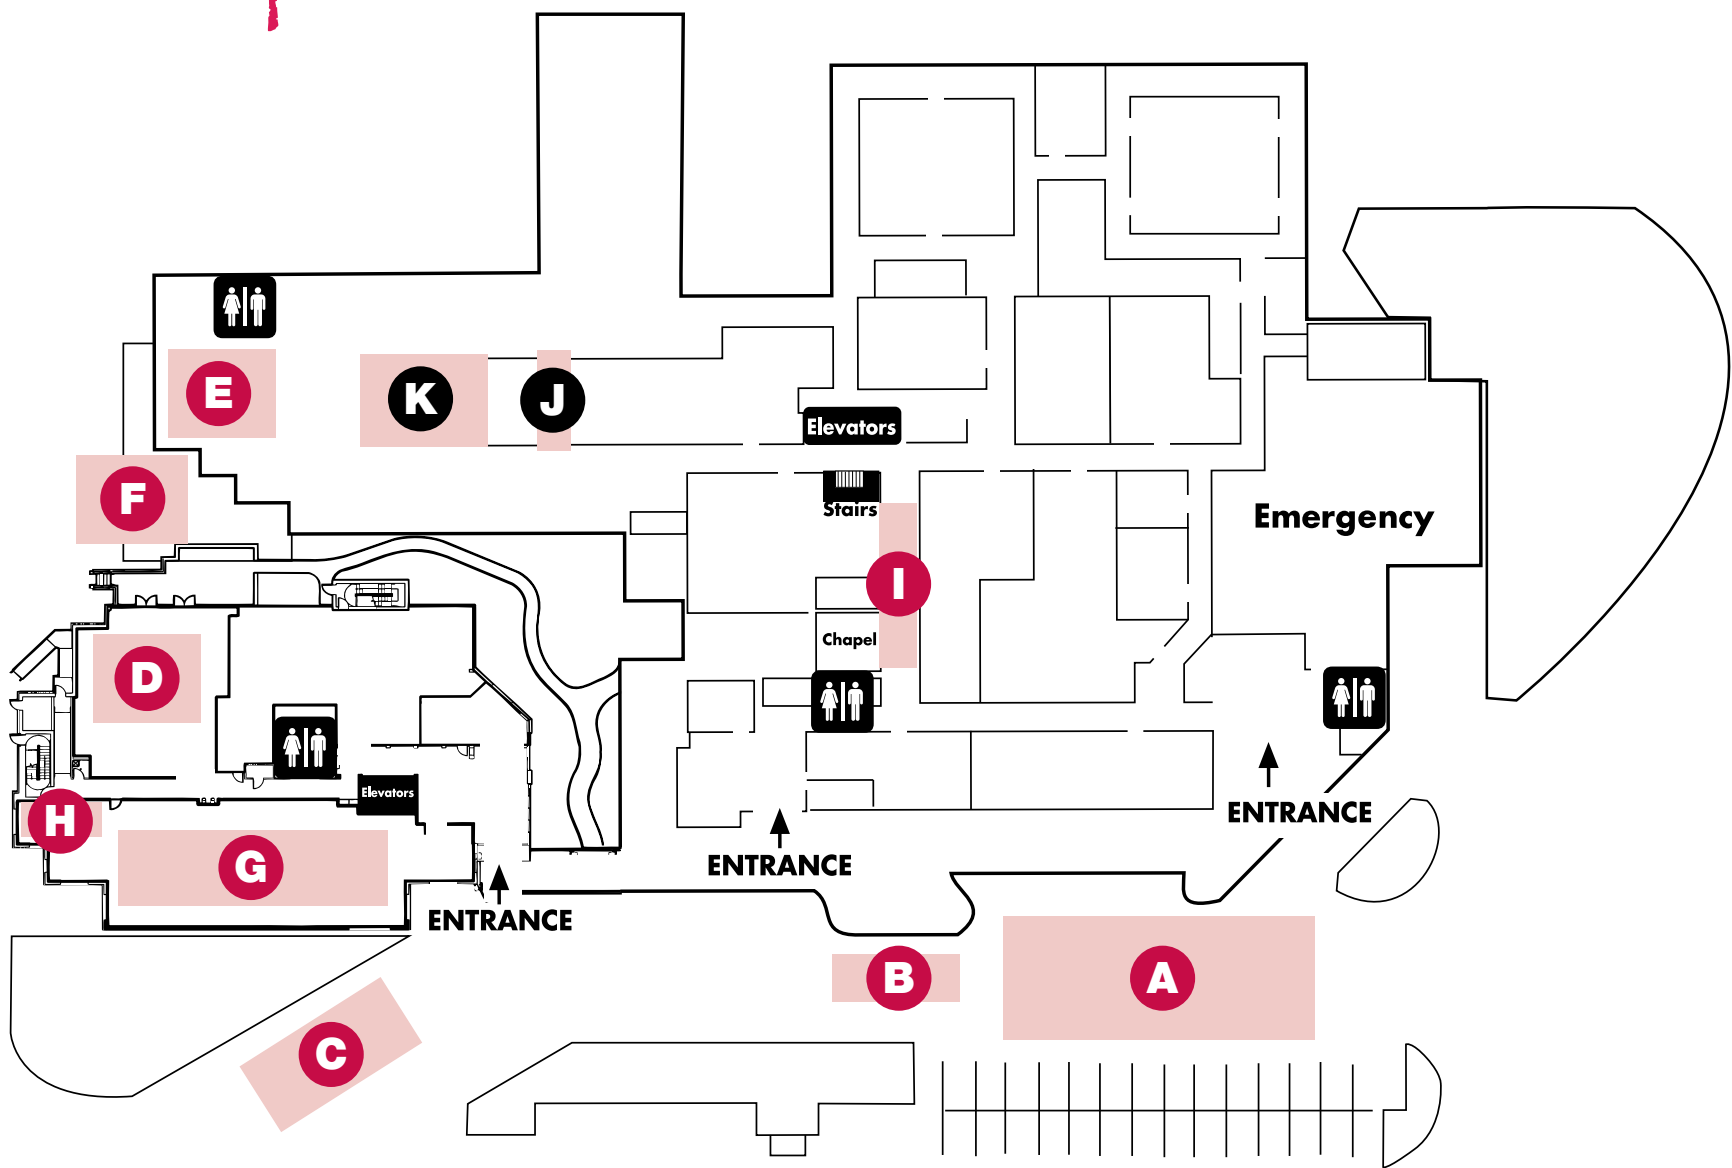 E
K
J
Elevators
F
Stairs
Emergency
I
Chapel
D
Elevators
H
ENTRANCE
G
ENTRANCE
ENTRANCE
B
A
C